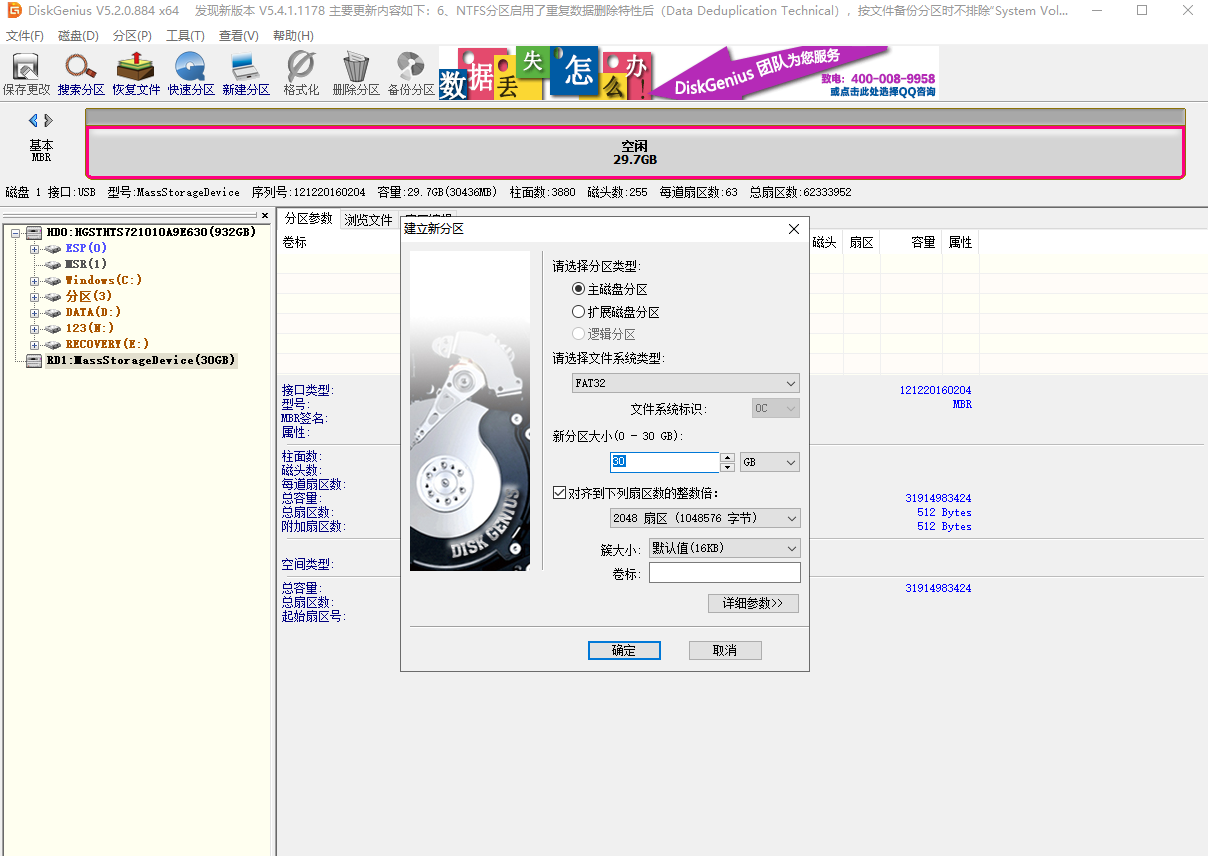 DiskGenius V5.2.0.884 x64 发现新版本 V5.4.1.1178 主要更新内容如下：6、NTFS分区启用了重复数据删除特性后（Data Deduplication Technical），按文件备份分区时不排除“System Vol...
文件(F) 磁盘(D) 分区(P) 工具(T) 查看(V) 帮助(H)
保存更改 搜索分区 恢复文件 快速分区 新建分区 格式化 删除分区 备份分区
数据丢失怎么办!
DiskGenius 团队为您服务
致电：400-008-9958
或点击此处选择QQ咨询
基本
MBR
空闲
29.7GB
磁盘 1 接口:USB 型号:MassStorageDevice 序列号:121220160204 容量:29.7GB(30436MB) 柱面数:3880 磁头数:255 每道扇区数:63 总扇区数:62333952
HD0:HGSTHTS721010A9E630(932GB)
ESP(0)
MSR(1)
Windows(C:)
分区(3)
DATA(D:)
123(N:)
RECOVERY(E:)
RD1:MassStorageDevice(30GB)
分区参数 浏览文件
卷标 磁头 扇区 容量 属性
接口类型: 121220160204
型号: MBR
MBR签名:
属性:
柱面数:
磁头数:
每道扇区数:
总容量: 31914983424
总扇区数: 512 Bytes
附加扇区数: 512 Bytes
空间类型:
总容量: 31914983424
总扇区数:
起始扇区号:
建立新分区
DISK GENIUS
请选择分区类型:
主磁盘分区
扩展磁盘分区
逻辑分区
请选择文件系统类型:
FAT32
文件系统标识: 0C
新分区大小(0 - 30 GB):
30 GB
对齐到下列扇区数的整数倍:
2048 扇区 (1048576 字节)
簇大小: 默认值(16KB)
卷标:
详细参数>>
确定 取消